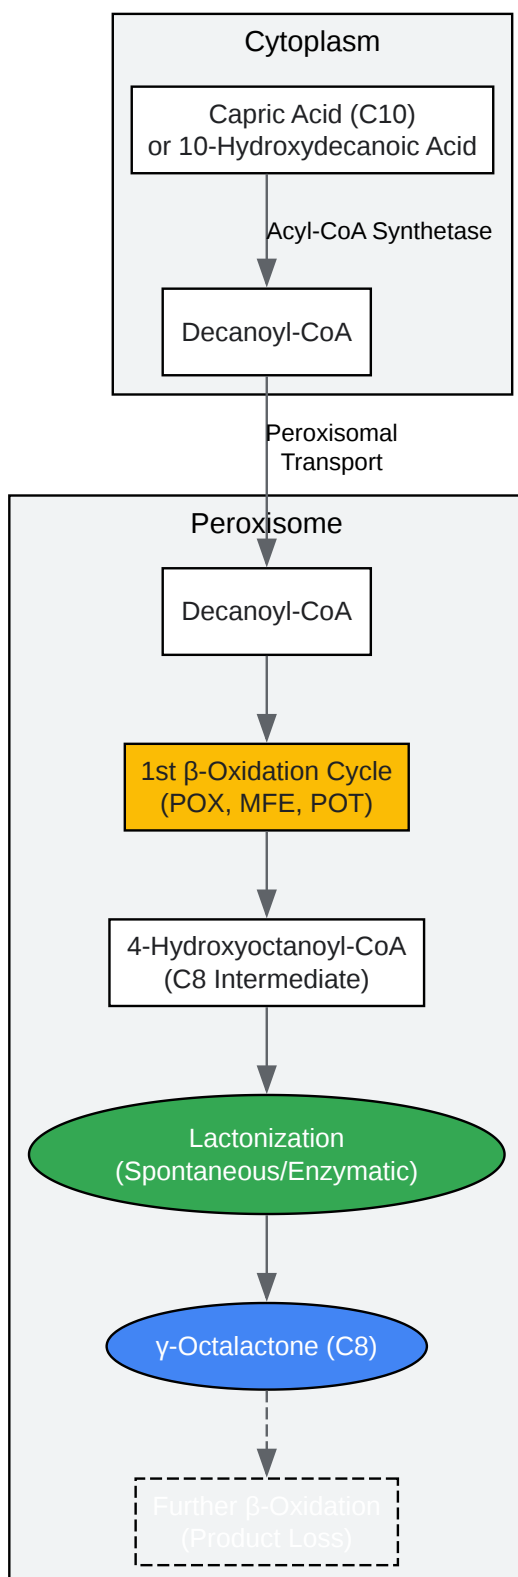 Cytoplasm
Capric Acid (C10)
or 10-Hydroxydecanoic Acid
Acyl-CoA Synthetase
Decanoyl-CoA
Peroxisomal
Transport
Peroxisome
Decanoyl-CoA
1st β-Oxidation Cycle
(POX, MFE, POT)
4-Hydroxyoctanoyl-CoA
(C8 Intermediate)
Lactonization
(Spontaneous/Enzymatic)
γ-Octalactone (C8)
Further β-Oxidation
(Product Loss)